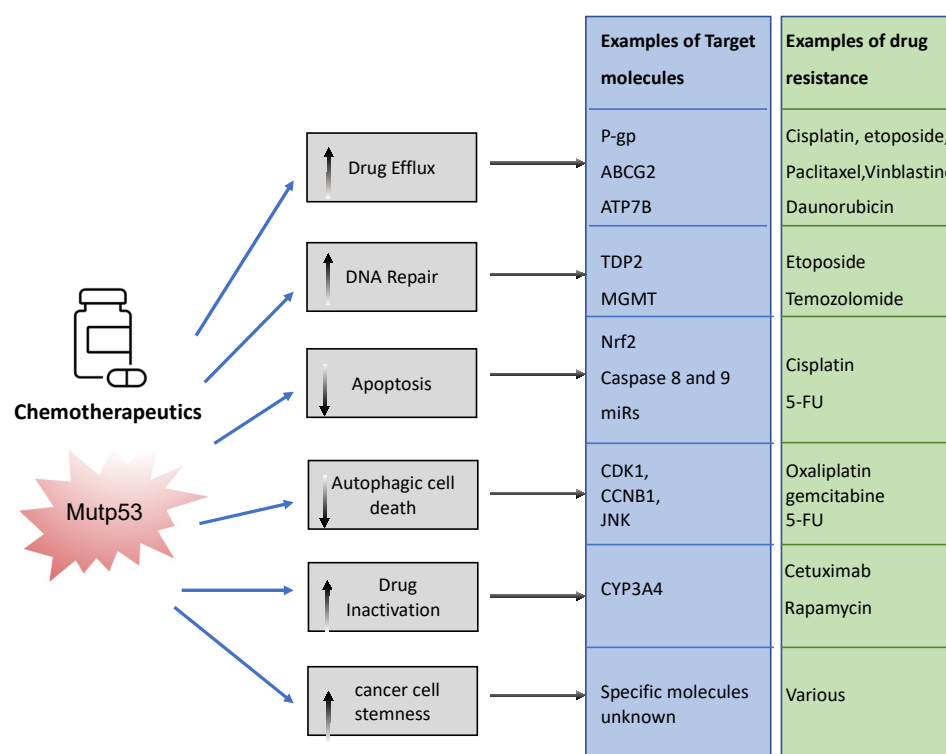 Examples of Target
molecules
Examples of drug
resistance
Drug Efflux
P-gp
ABCG2
ATP7B
Cisplatin, etoposide,
Paclitaxel,Vinblastine
Daunorubicin
DNA Repair
TDP2
MGMT
Etoposide
Temozolomide
Chemotherapeutics
Apoptosis
Nrf2
Caspase 8 and 9
miRs
Cisplatin
5-FU
Mutp53
Autophagic cell
death
CDK1,
CCNB1,
JNK
Oxaliplatin
gemcitabine
5-FU
Drug
Inactivation
CYP3A4
Cetuximab
Rapamycin
cancer cell
stemness
Specific molecules
unknown
Various